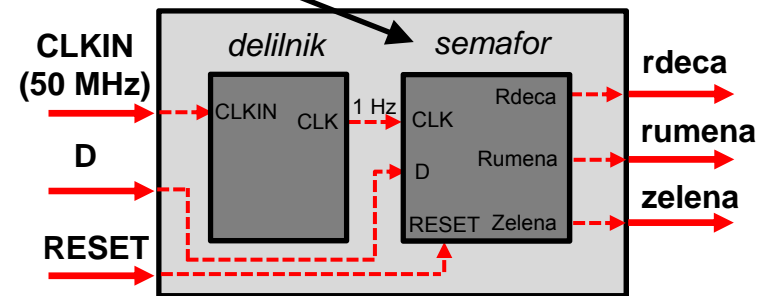 CLKIN
(50 MHz)
D
RESET
delilnik
CLKIN
CLK
1 Hz
semafor
CLK
D
RESET
Rdeca
Rumena
Zelena
rdeca
rumena
zelena